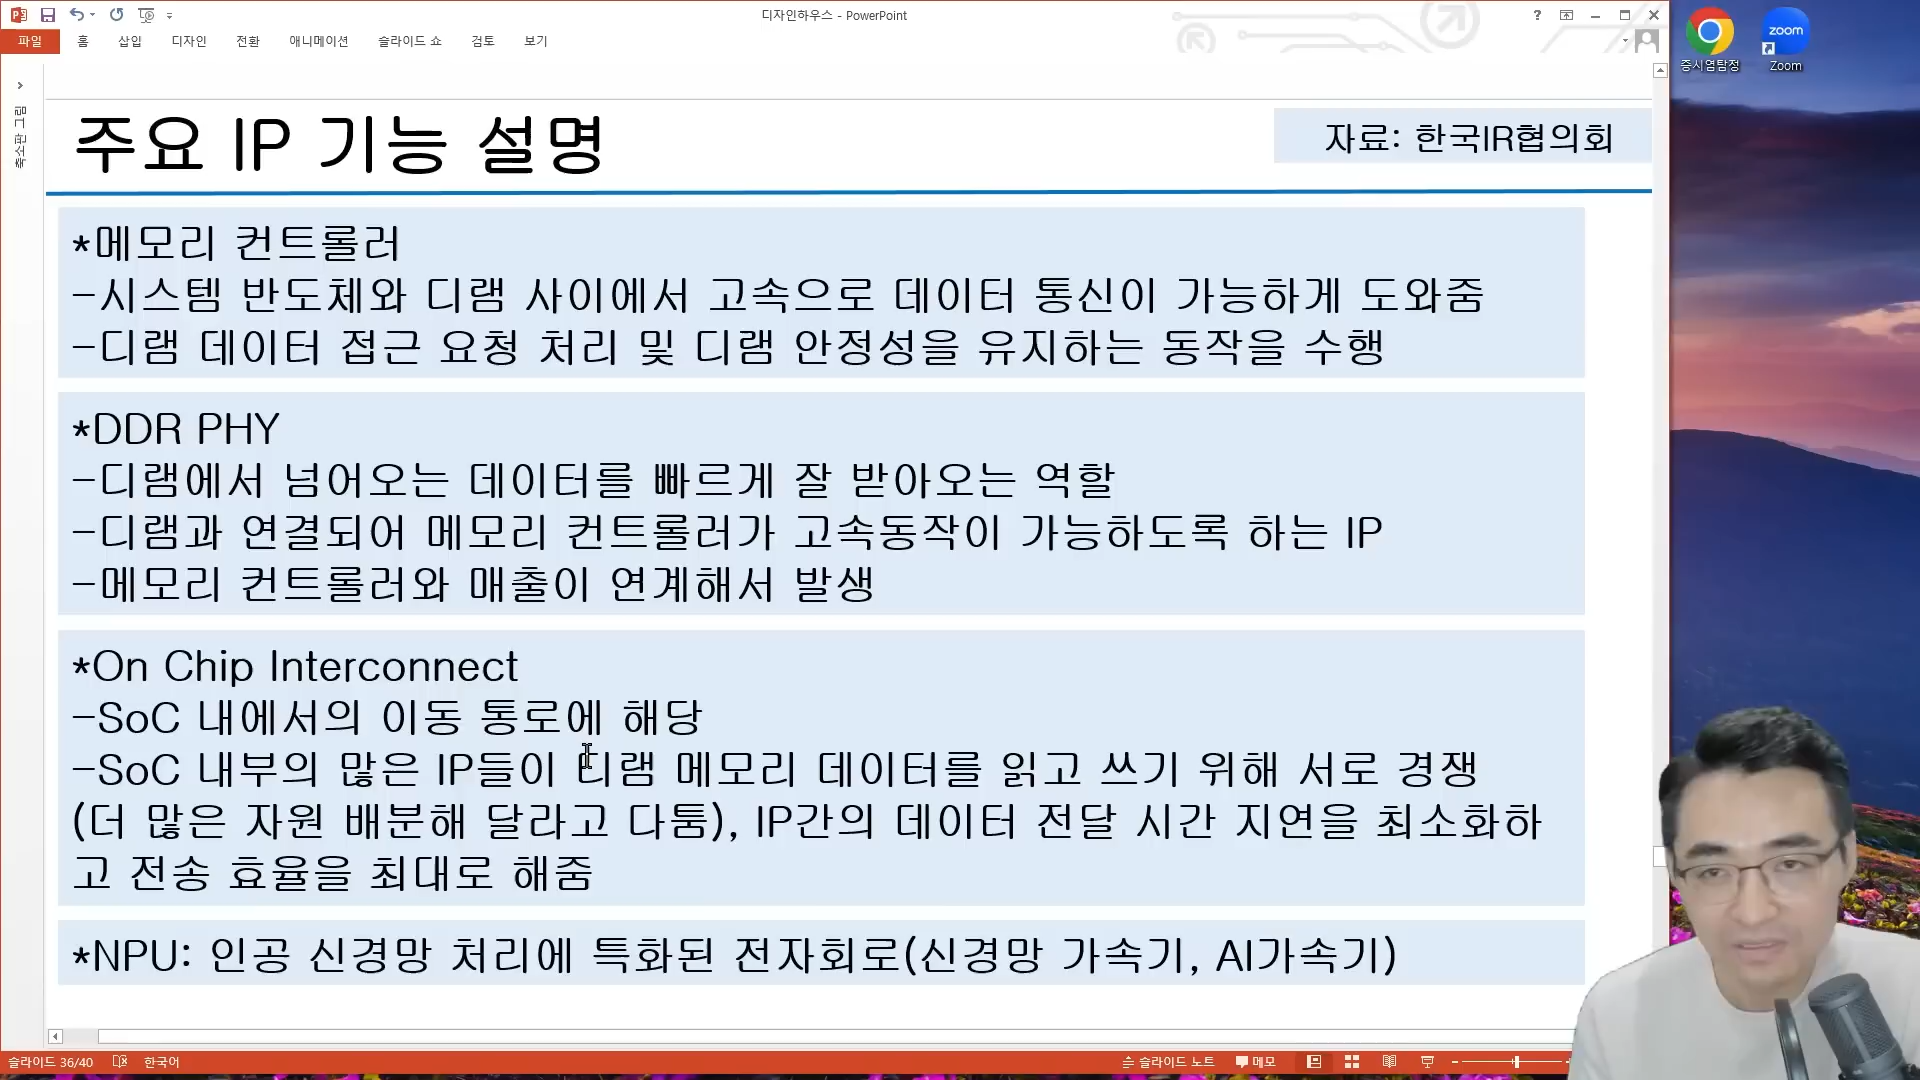 디자인하우스 - PowerPoint
파일 홈 삽입 디자인 전환 애니메이션 슬라이드 쇼 검토 보기
축소판 그림
증시염탐정
zoom
Zoom
주요 IP 기능 설명
자료: 한국IR협의회
*메모리 컨트롤러
-시스템 반도체와 디램 사이에서 고속으로 데이터 통신이 가능하게 도와줌
-디램 데이터 접근 요청 처리 및 디램 안정성을 유지하는 동작을 수행
*DDR PHY
-디램에서 넘어오는 데이터를 빠르게 잘 받아오는 역할
-디램과 연결되어 메모리 컨트롤러가 고속동작이 가능하도록 하는 IP
-메모리 컨트롤러와 매출이 연계해서 발생
*On Chip Interconnect
-SoC 내에서의 이동 통로에 해당
-SoC 내부의 많은 IP들이 디램 메모리 데이터를 읽고 쓰기 위해 서로 경쟁
(더 많은 자원 배분해 달라고 다툼), IP간의 데이터 전달 시간 지연을 최소화하
고 전송 효율을 최대로 해줌
*NPU: 인공 신경망 처리에 특화된 전자회로(신경망 가속기, AI가속기)
슬라이드 36/40 한국어 슬라이드 노트 메모